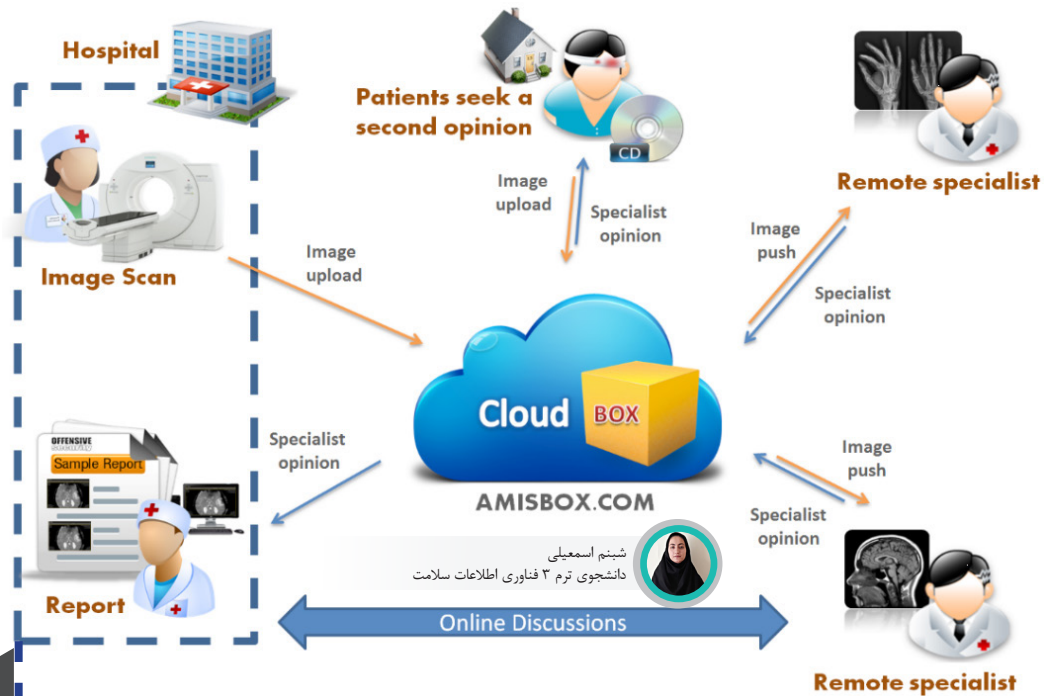 Hospital
Patients seek a
second opinion
CD
Remote specialist
Image
upload
Specialist
opinion
Image
push
Specialist
opinion
Image Scan
Image
upload
Cloud
BOX
AMISBOX.COM
OFFENSIVE
security
Sample Report
Specialist
opinion
Image
push
Specialist
opinion
شبنم اسمعیلی
دانشجوی ترم ۳ فناوری اطلاعات سلامت
Report
Online Discussions
Remote specialist